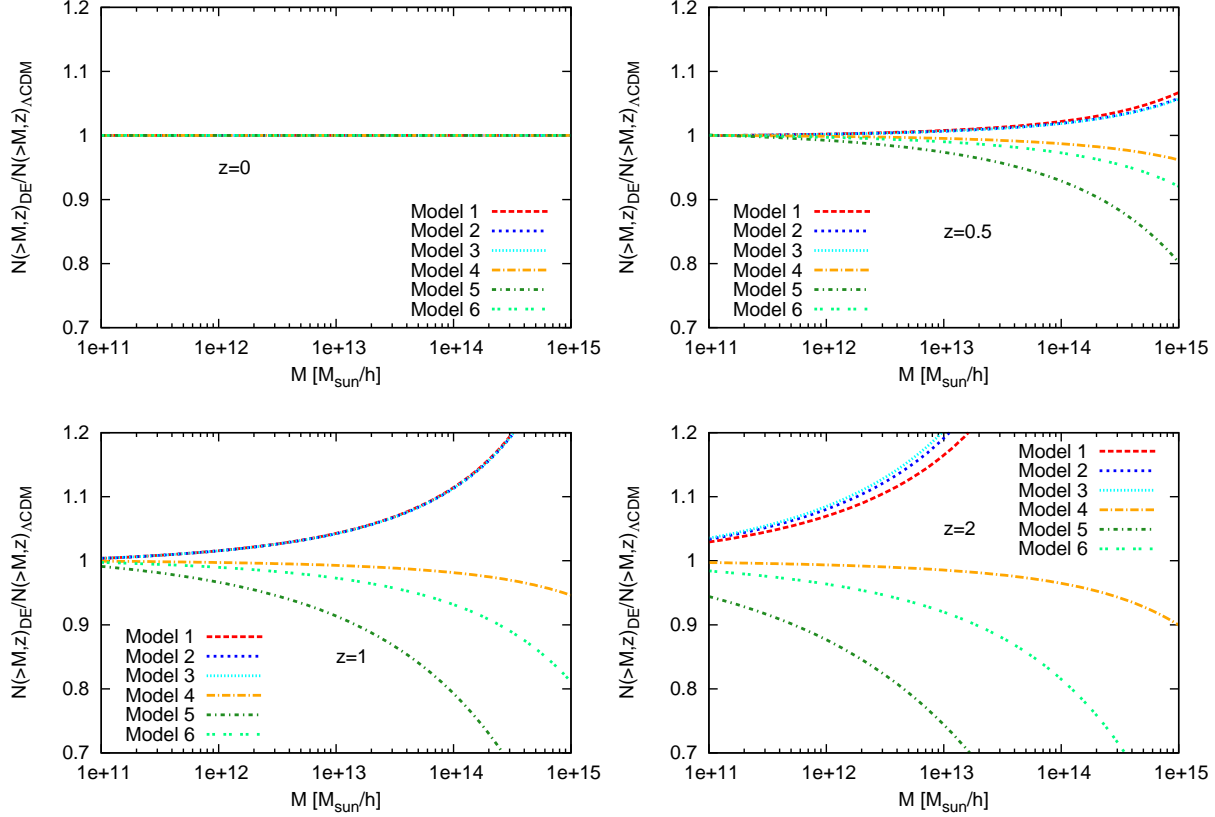 1.2
1.1
1
0.9
0.8
0.7
N(>M,z)DE/N(>M,z)ΛCDM
z=0
Model 1
Model 2
Model 3
Model 4
Model 5
Model 6
1e+11 1e+12 1e+13 1e+14 1e+15
M [Msun/h]
1.2
1.1
1
0.9
0.8
0.7
N(>M,z)DE/N(>M,z)ΛCDM
Model 1
Model 2
Model 3
Model 4
Model 5
Model 6
z=0.5
1e+11 1e+12 1e+13 1e+14 1e+15
M [Msun/h]
1.2
1.1
1
0.9
0.8
0.7
N(>M,z)DE/N(>M,z)ΛCDM
Model 1
Model 2
Model 3
Model 4
Model 5
Model 6
z=1
1e+11 1e+12 1e+13 1e+14 1e+15
M [Msun/h]
1.2
1.1
1
0.9
0.8
0.7
N(>M,z)DE/N(>M,z)ΛCDM
Model 1
Model 2
Model 3
Model 4
Model 5
Model 6
z=2
1e+11 1e+12 1e+13 1e+14 1e+15
M [Msun/h]